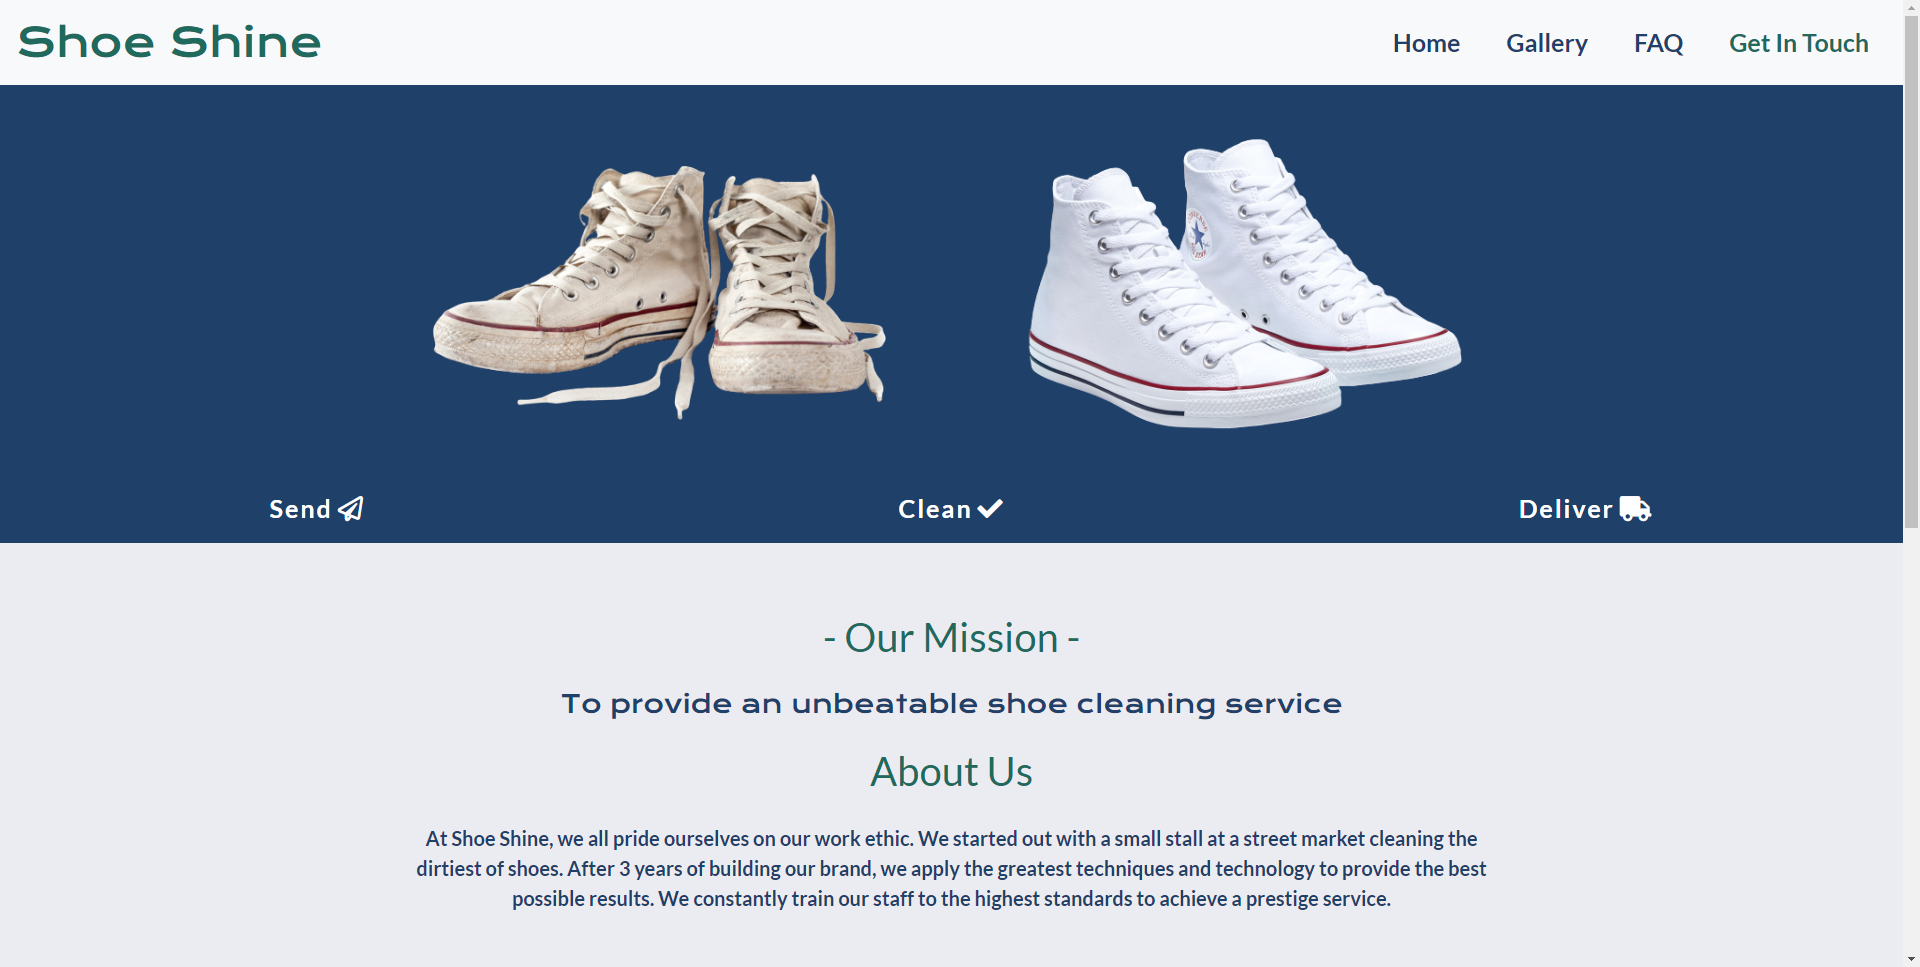 Shoe Shine
Home
Gallery
FAQ
Get In Touch
Send
Clean
Deliver
- Our Mission -
To provide an unbeatable shoe cleaning service
About Us
At Shoe Shine, we all pride ourselves on our work ethic. We started out with a small stall at a street market cleaning the
dirtiest of shoes. After 3 years of building our brand, we apply the greatest techniques and technology to provide the best
possible results. We constantly train our staff to the highest standards to achieve a prestige service.